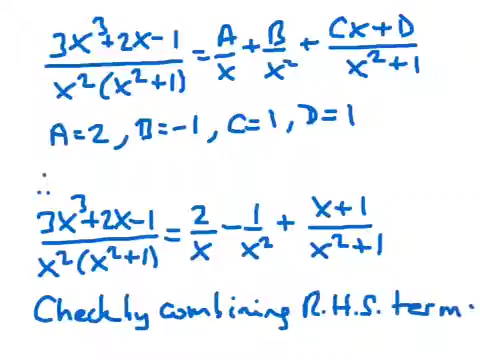 3x³+2x-1 / x²(x²+1) = A/x + B/x² + Cx+D / x²+1
A=2, B=-1, C=1, D=1
∴
3x³+2x-1 / x²(x²+1) = 2/x - 1/x² + x+1 / x²+1
Check by combining R.H.S. term.